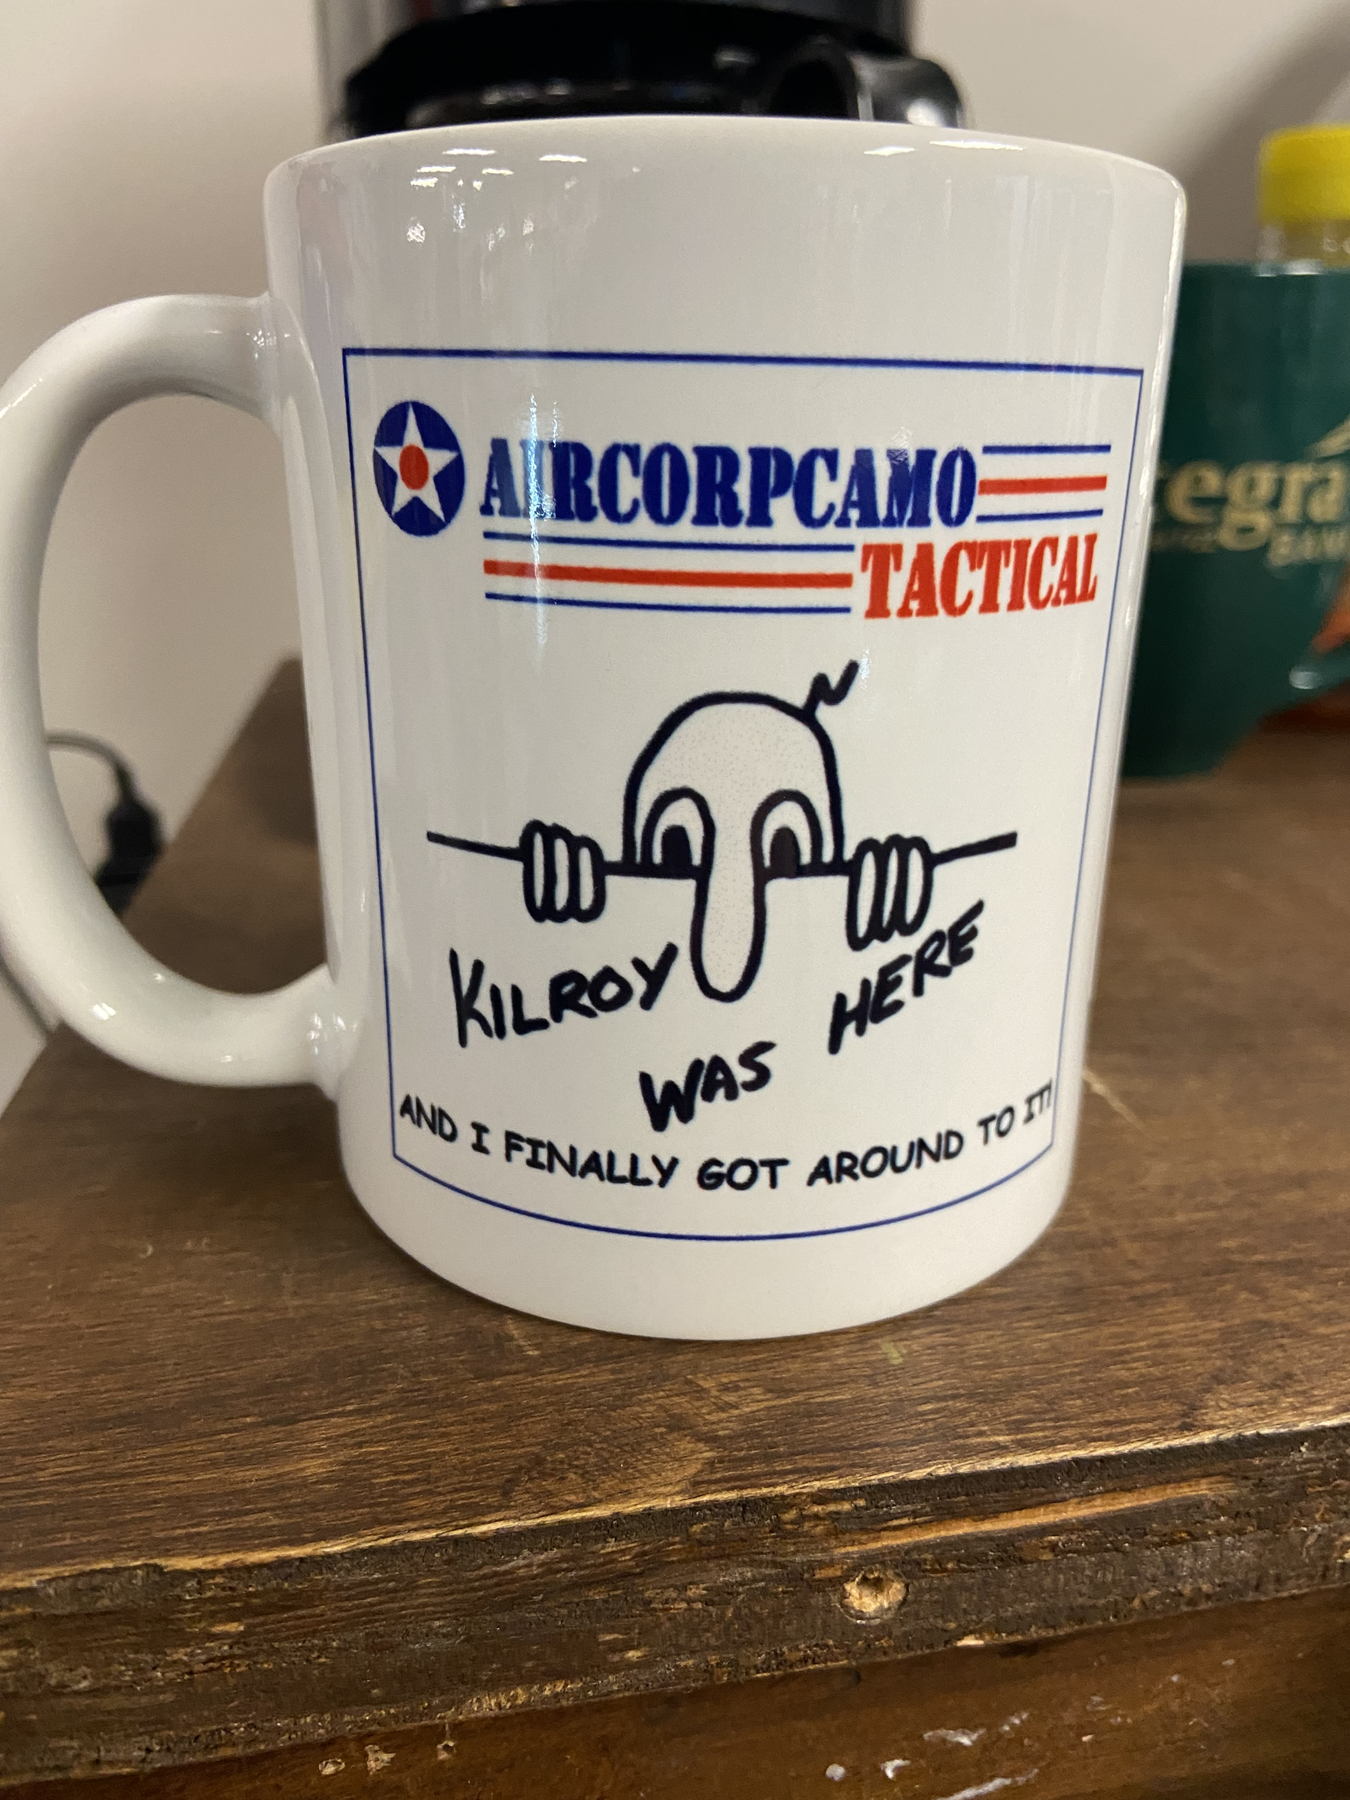 AIRCORPCAMO
TACTICAL
KILROY
WAS
HERE
AND I FINALLY GOT AROUND TO IT!